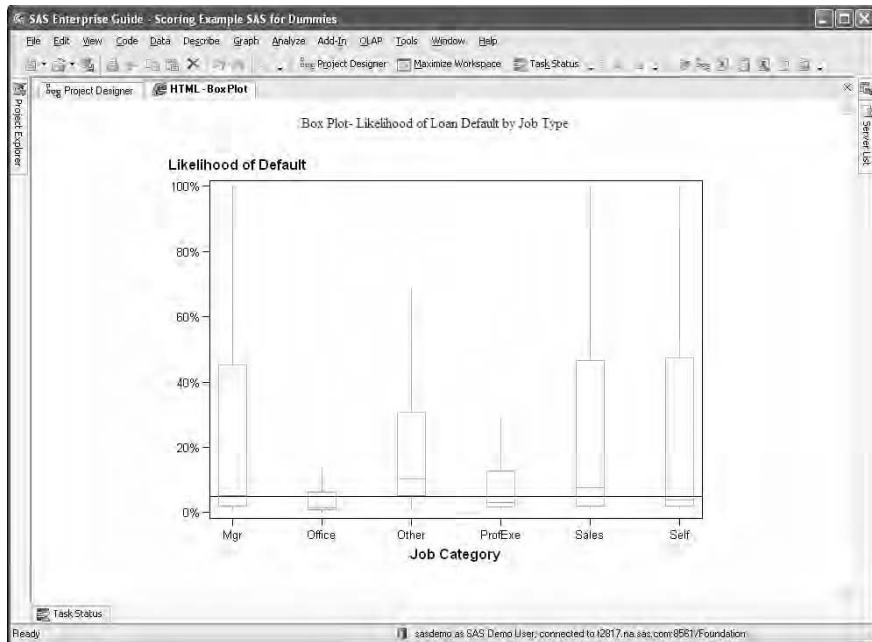 SAS Enterprise Guide - Scoring Example SAS for Dummies
File Edit View Code Data Describe Graph Analyze Add-In OLAP Tools Window Help
Project Designer Maximize Workspace Task Status
Project Designer HTML - Box Plot
Project Explorer
Server List
Box Plot- Likelihood of Loan Default by Job Type
Likelihood of Default
100%
80%
60%
40%
20%
0%
Mgr Office Other ProfExe Sales Self
Job Category
Task Status
Ready sasdemo as SAS Demo User, connected to t2817.na.sas.com:8561/Foundation